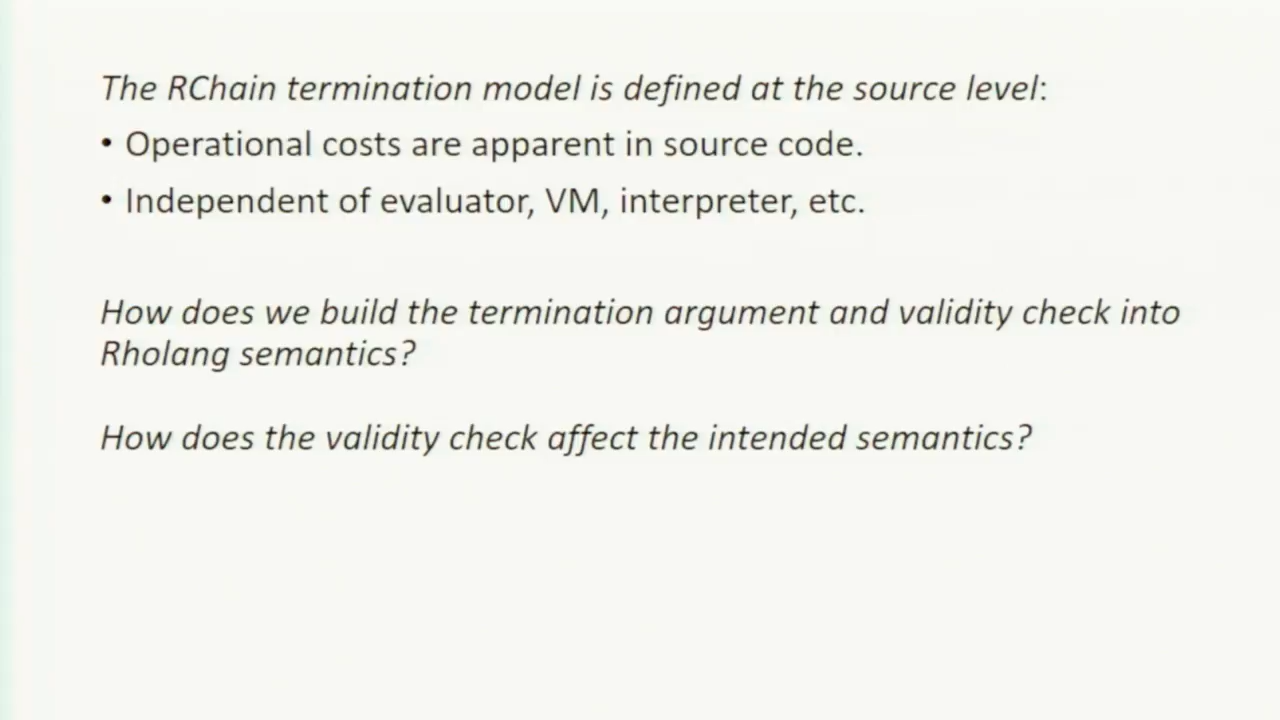 The RChain termination model is defined at the source level:
• Operational costs are apparent in source code.
• Independent of evaluator, VM, interpreter, etc.
How does we build the termination argument and validity check into
Rholang semantics?
How does the validity check affect the intended semantics?